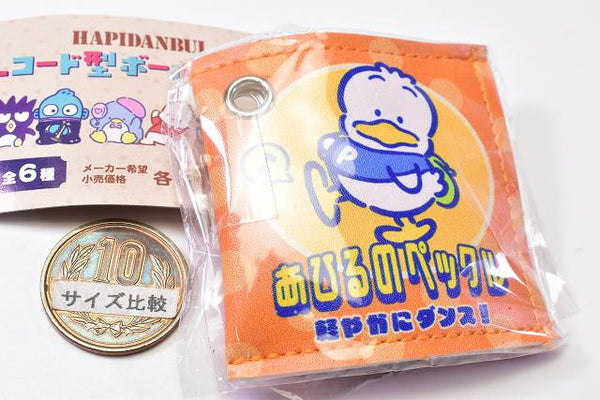 HAPIDANBUI
コード型ボー
全6種
メーカー希望
小売価格 各
10
サイズ比較
P
あひるのペックル
軽やかにダンス!